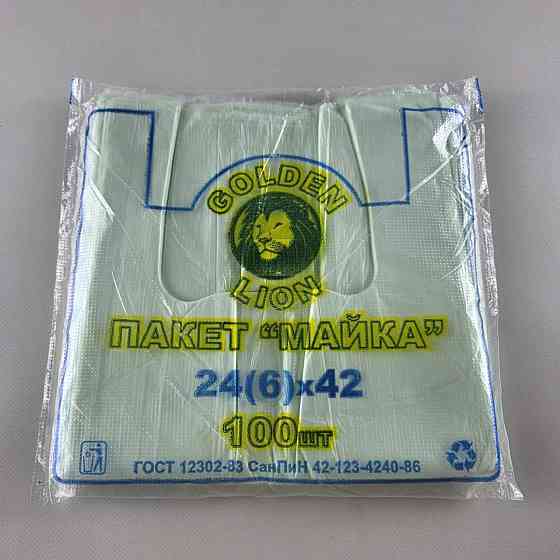 GOLDEN
LION
ПАКЕТ “МАЙКА”
24(6)х42
100шт
ГОСТ 12302-83 СанПиН 42-123-4240-86